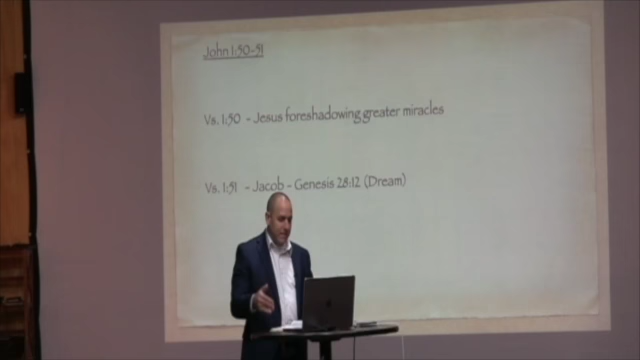 John 1:50-51
Vs. 1:50 - Jesus foreshadowing greater miracles
Vs. 1:51 - Jacob - Genesis 28:12 (Dream)